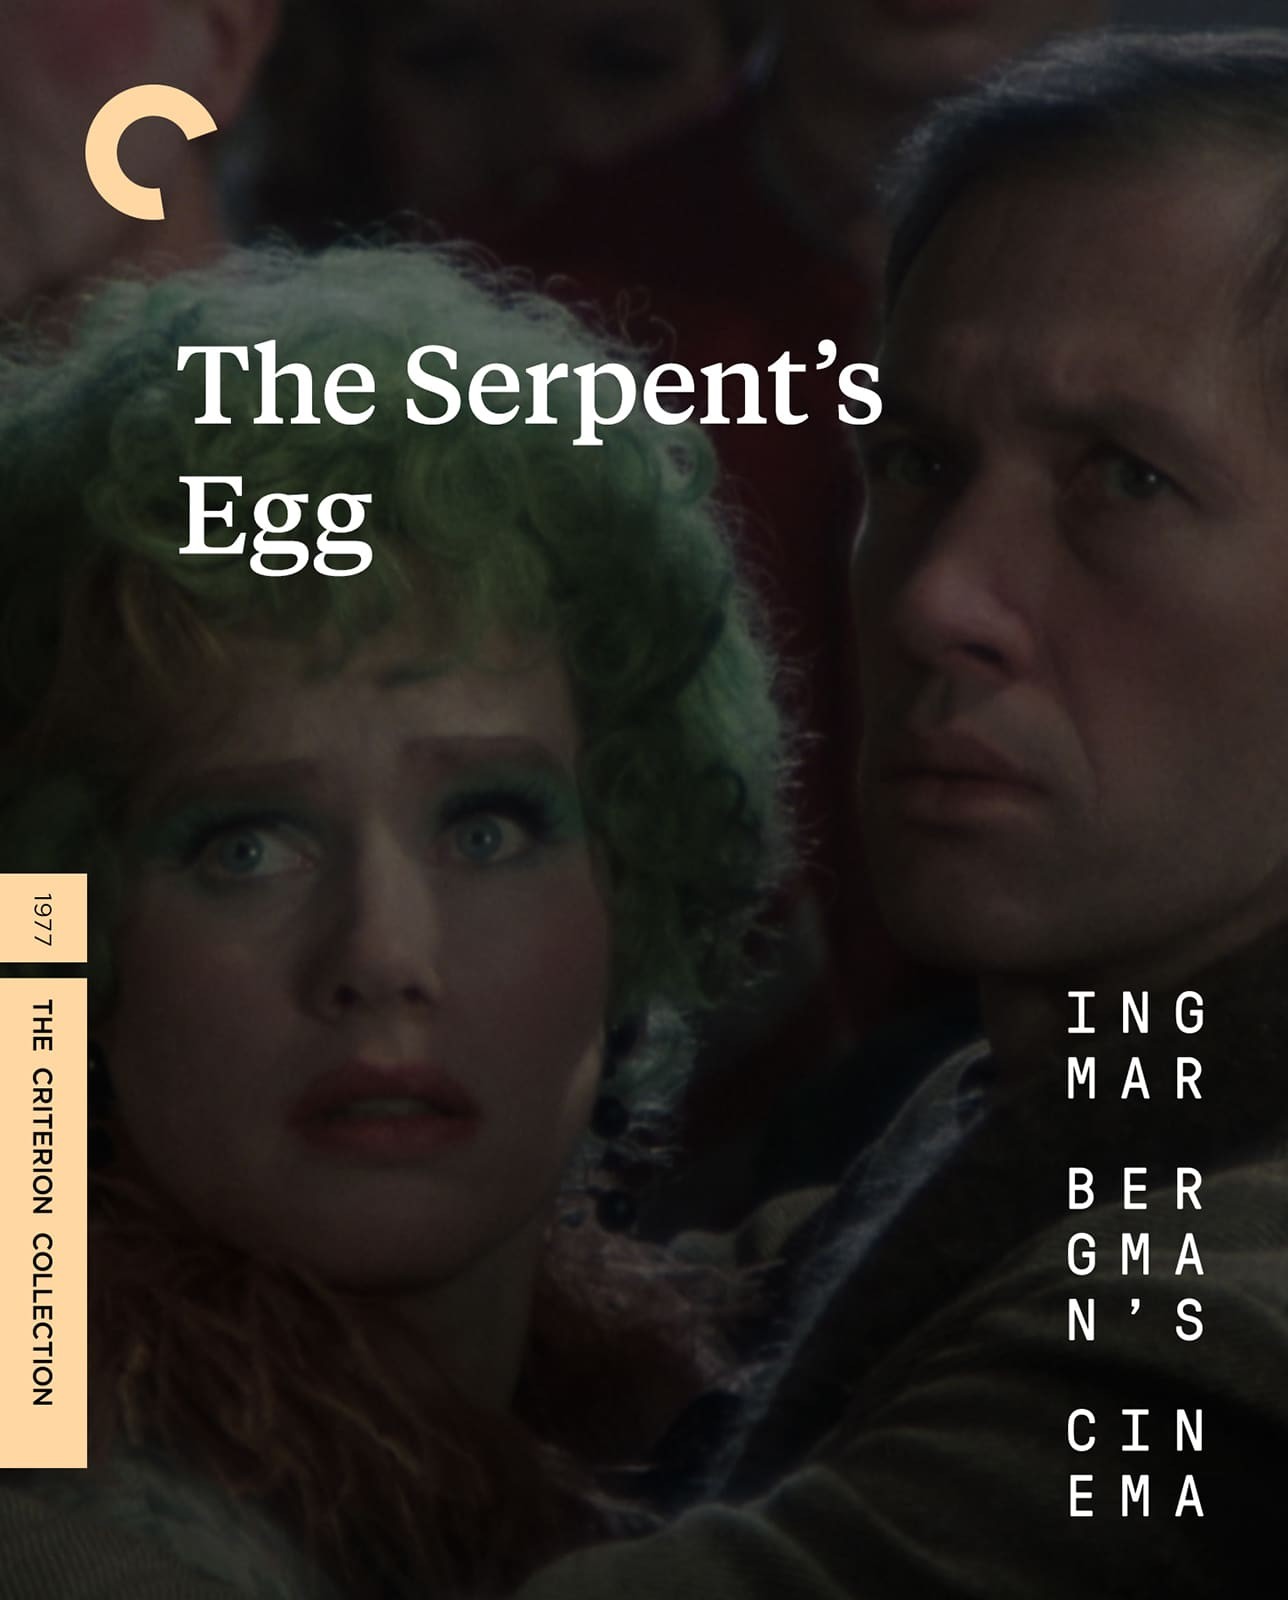 The Serpent’s
Egg
1977
THE CRITERION COLLECTION
ING
MAR
BER
GMA
N’S
CIN
EMA